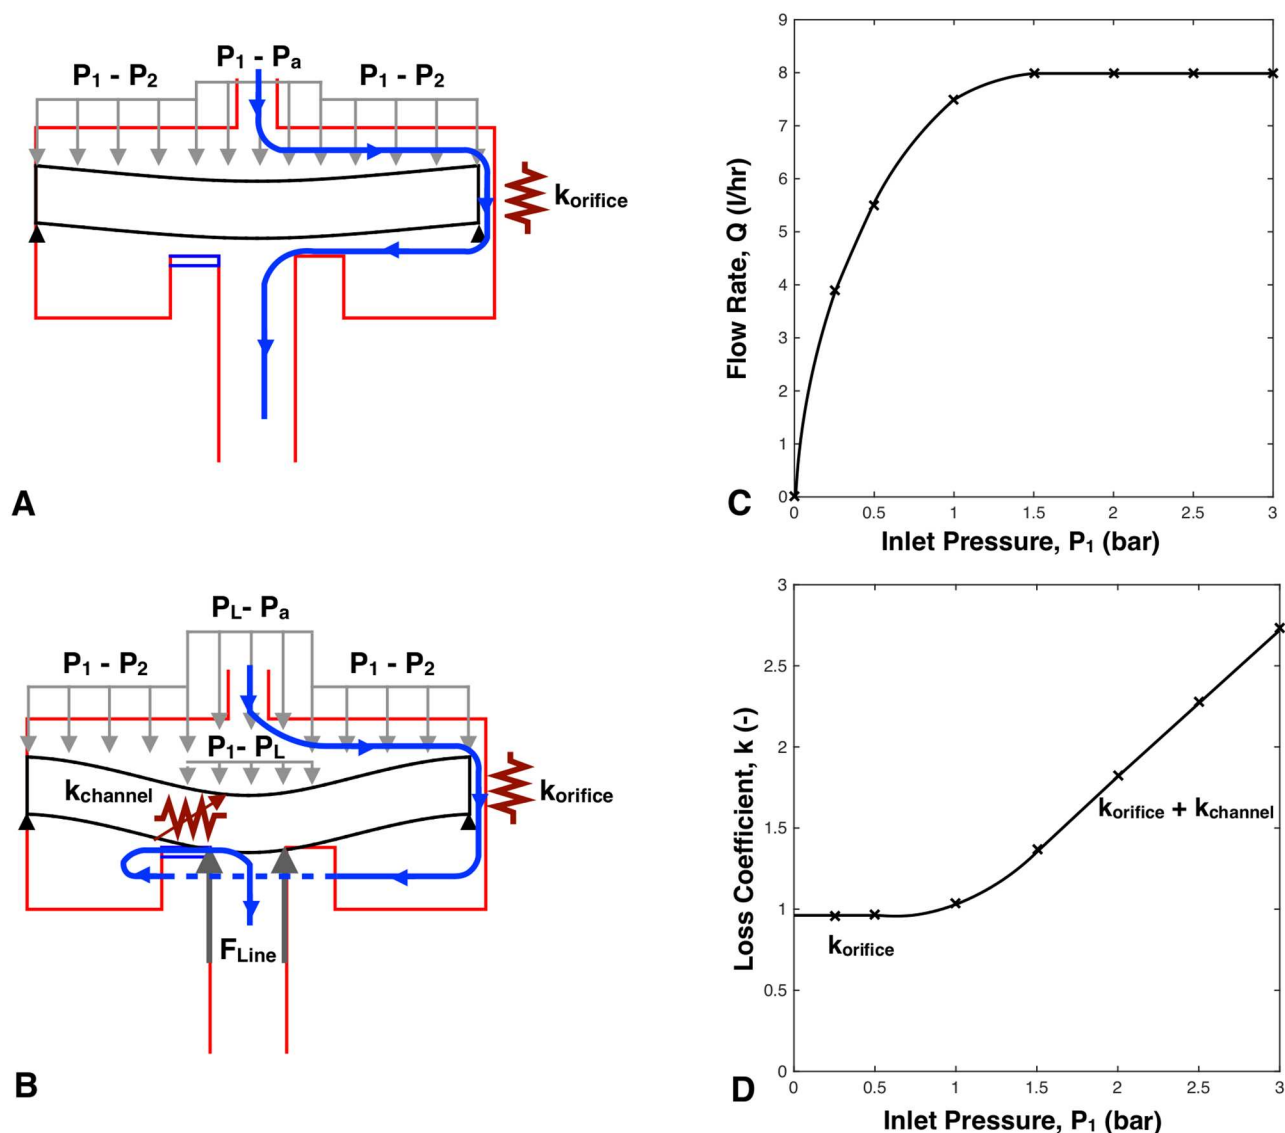 P1 - Pa
P1 - P2
P1 - P2
korifice
A
9
8
7
6
5
4
3
2
1
0
Flow Rate, Q (l/hr)
0 0.5 1 1.5 2 2.5 3
Inlet Pressure, P1 (bar)
C
PL- Pa
P1 - P2
P1 - P2
P1- PL
kchannel
korifice
FLine
B
3
2.5
2
1.5
1
0.5
0
Loss Coefficient, k (-)
korifice + kchannel
korifice
0 0.5 1 1.5 2 2.5 3
Inlet Pressure, P1 (bar)
D